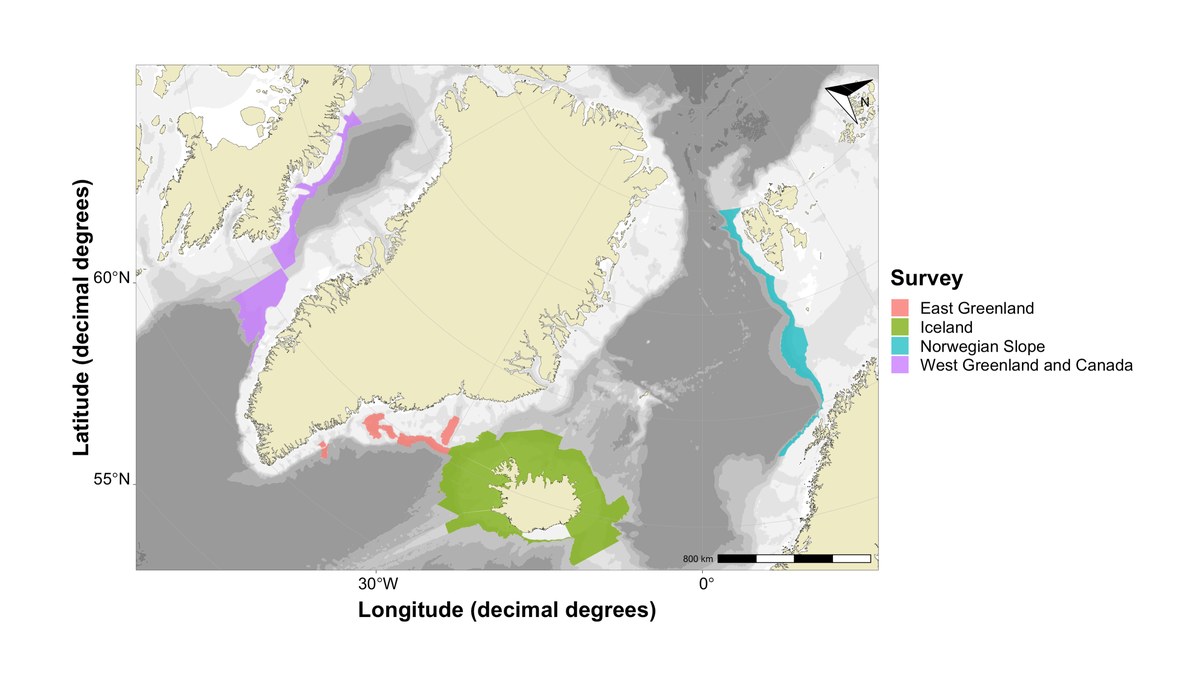 N
Latitude (decimal degrees)
60°N
55°N
800 km
30°W
0°
Longitude (decimal degrees)
Survey
East Greenland
Iceland
Norwegian Slope
West Greenland and Canada